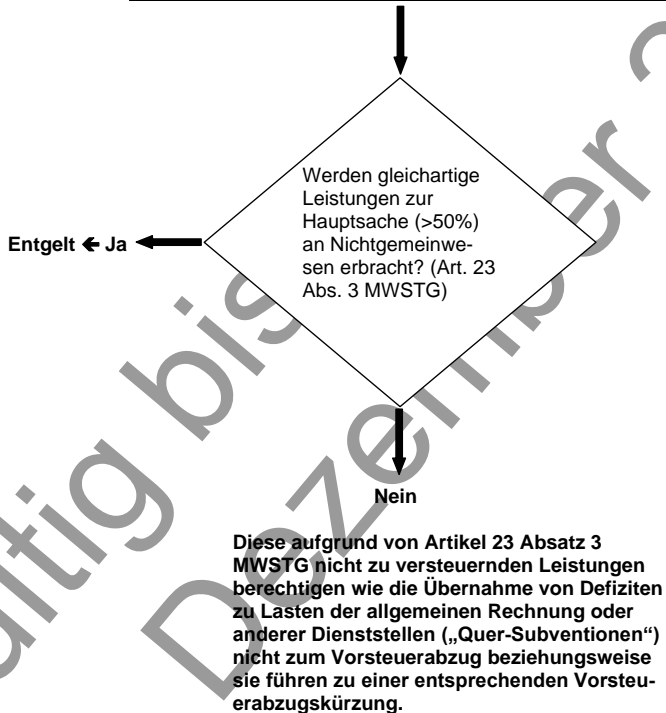 Werden gleichartige
Leistungen zur
Hauptsache (>50%)
an Nichtgemeinwe-
sen erbracht? (Art. 23
Abs. 3 MWSTG)
Entgelt ← Ja
Nein
Diese aufgrund von Artikel 23 Absatz 3
MWSTG nicht zu versteuernden Leistungen
berechtigen wie die Übernahme von Defiziten
zu Lasten der allgemeinen Rechnung oder
anderer Dienststellen („Quer-Subventionen“)
nicht zum Vorsteuerabzug beziehungsweise
sie führen zu einer entsprechenden Vorsteu-
erabzugskürzung.
bis
Dezember